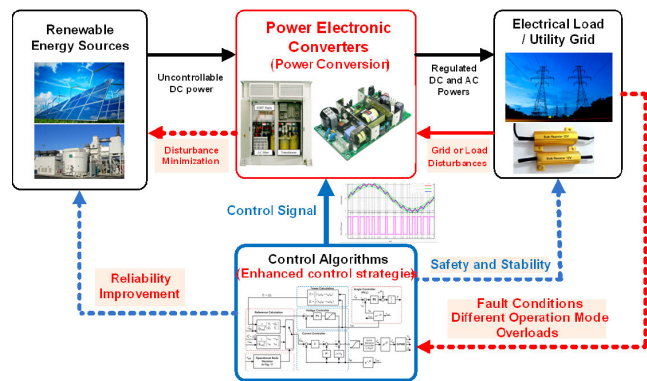 Renewable
Energy Sources
Power Electronic
Converters
(Power Conversion)
Electrical Load
/ Utility Grid
Uncontrollable
DC power
Regulated
DC and AC
Powers
Disturbance
Minimization
Grid or Load
Disturbances
Control Signal
Control Algorithms
(Enhanced control strategies)
Reliability
Improvement
Safety and Stability
Fault Conditions
Different Operation Mode
Overloads